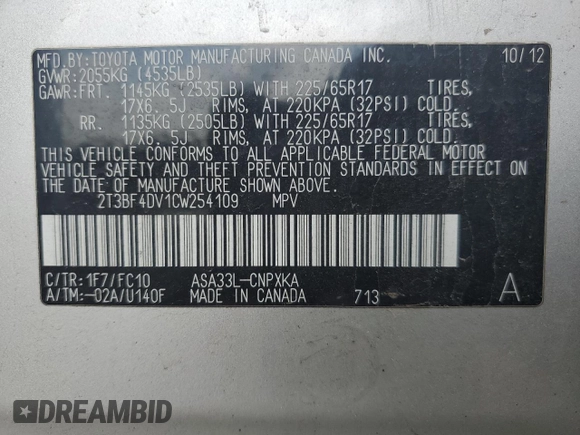 MFD.BY:TOYOTA MOTOR MANUFACTURING CANADA INC. 10/12
GVWR:2055KG (4535LB)
GAWR:FRT. 1145KG (2535LB) WITH 225/65R17 TIRES,
17X6. 5J RIMS, AT 220KPA (32PSI) COLD.
RR. 1135KG (2505LB) WITH 225/65R17 TIRES,
17X6. 5J RIMS, AT 220KPA (32PSI) COLD.
THIS VEHICLE CONFORMS TO ALL APPLICABLE FEDERAL MOTOR
VEHICLE SAFETY AND THEFT PREVENTION STANDARDS IN EFFECT ON
THE DATE OF MANUFACTURE SHOWN ABOVE.
2T3BF4DV1CW254109 MPV
C/TR:1F7/FC10 ASA33L-CNPXKA
A/TM:-02A/U140F MADE IN CANADA 713 A
DREAMBID